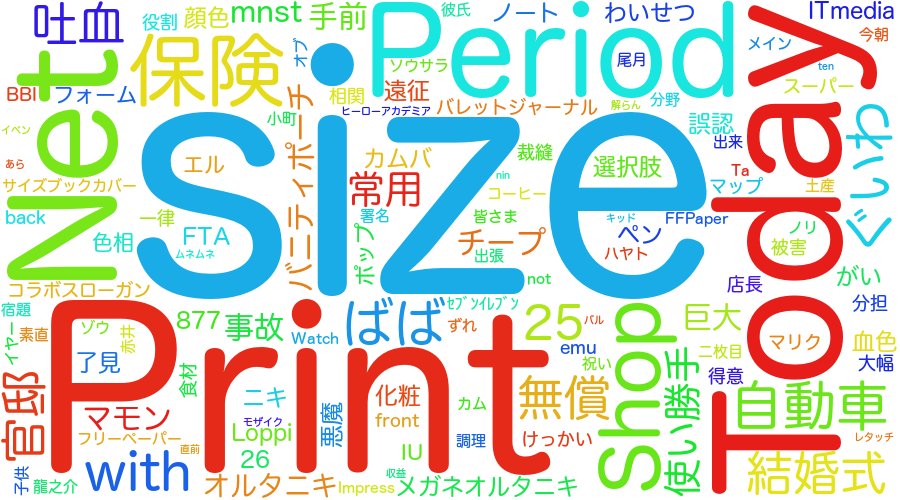 吐血
役割
顔色
mnst
手前
彼氏
ノート
わいせつ
ITmedia
Net
保険
オブ
ソウサラ
Period
尾月
メイン
今朝
ten
BBI
フォーム
相関
遠征
ヒーローアカデミア
バレットジャーナル
解らん
分野
スーパー
Today
イベン
小町
バニティポーチ
size
誤認
出来
ぐいわ
あら
エル
カムバ
裁縫
選択肢
Ta
マップ
土産
サイズブックカバー
常用
nin
コーヒー
キッド
back
一律
署名
皆さま
FFPaper
ノリ
色相
FTA
ポップ
チープ
ペン
被害
ムネムネ
出張
ハヤト
がい
コラボスローガン
not
店長
宿題
Print
ｾﾌﾞﾝｲﾚﾌﾞﾝ
Shop
分担
イヤー
素直
ゾウ
赤井
877
事故
Watch
ばば
ずれ
25
バル
巨大
マリク
血色
了見
食材
emu
祝い
二枚目
大幅
官邸
マモン
ニキ
悪魔
化粧
カム
無償
使い勝手
得意
自動車
フリーペーパー
モザイク
front
Loppi
IU
調理
けっかい
レタッチ
直前
26
収益
子供
龍之介
with
オルタニキ
Impress
メガネオルタニキ
結婚式